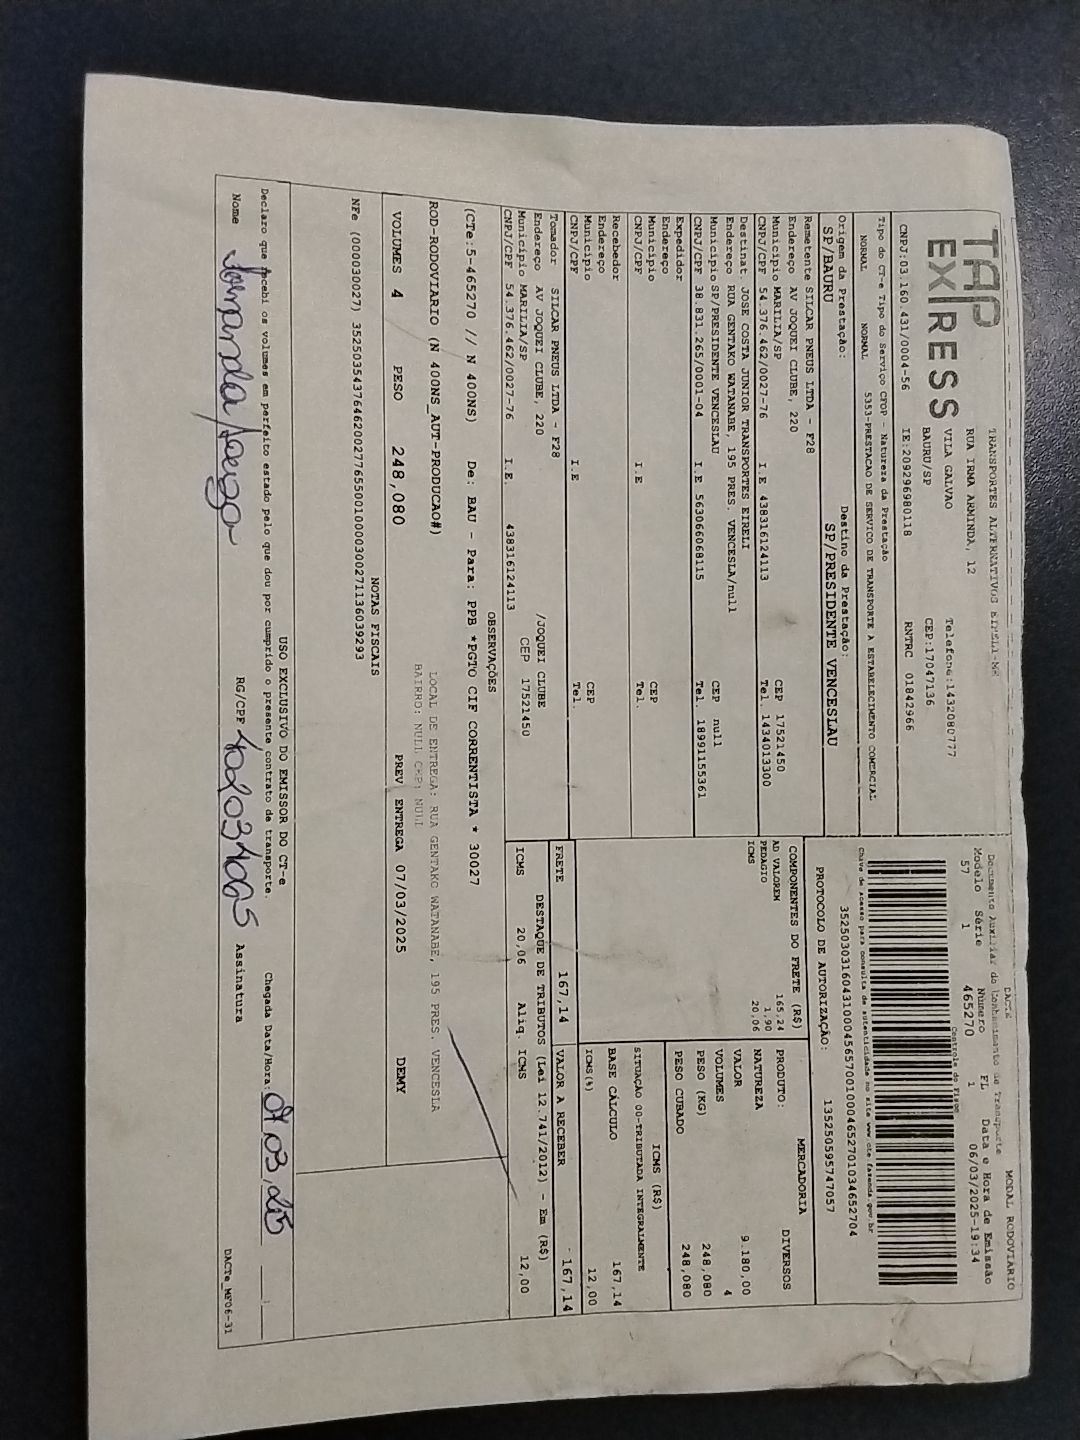 TAP
EXPRESS
TRANSPORTES ALTERNATIVOS EIRELI-ME
RUA IRMA ARMINDA, 12
VILA GALVAO
BAURU/SP
Telefone:1432080777
CEP:17047136
CNPJ:03.160.431/0004-56 IE:209296980118 RNTRC 01842966
DACTE MODAL RODOVIARIO
Documento Auxiliar do Conhecimento de Transporte
Modelo Série Número FL Data e Hora de Emissão
57 1 465270 1 06/03/2025-19:34
Controle do Fisco
Chave de acesso para consulta de autenticidade no site www.cte.fazenda.gov.br
35250303160431000456570010004652701034652704
PROTOCOLO DE AUTORIZAÇÃO: 135250595747057
Tipo do CT-e Tipo do Serviço CFOP - Natureza da Prestação
NORMAL NORMAL 5353-PRESTACAO DE SERVICO DE TRANSPORTE A ESTABELECIMENTO COMERCIAL
Origem da Prestação: Destino da Prestação:
SP/BAURU SP/PRESIDENTE VENCESLAU
Remetente SILCAR PNEUS LTDA - F28
Endereço AV JOQUEI CLUBE, 220
Município MARILIA/SP CEP 17521450
CNPJ/CPF 54.376.462/0027-76 I.E 438316124113 Tel. 1434013300
Destinat JOSE COSTA JUNIOR TRANSPORTES EIRELI
Endereço RUA GENTAKO WATANABE, 195 PRES. VENCESLA/null
Município SP/PRESIDENTE VENCESLAU CEP null
CNPJ/CPF 38.831.265/0001-04 I.E 563066068115 Tel. 18991155361
Expedidor
Endereço
Município CEP
CNPJ/CPF I.E Tel.
Recebedor
Endereço
Município CEP
CNPJ/CPF I.E Tel.
Tomador SILCAR PNEUS LTDA - F28
Endereço AV JOQUEI CLUBE, 220 /JOQUEI CLUBE
Município MARILIA/SP CEP 17521450
CNPJ/CPF 54.376.462/0027-76 I.E. 438316124113
COMPONENTES DO FRETE (R$)
AD VALOREM 165,24
PEDAGIO 1,90
ICMS 20,06
MERCADORIA
PRODUTO: DIVERSOS
NATUREZA
VALOR 9.180,00
VOLUMES 4
PESO (KG) 248,080
PESO CUBADO 248,080
ICMS (R$)
SITUAÇÃO 00-TRIBUTADA INTEGRALMENTE
BASE CÁLCULO 167,14
ICMS(%) 12,00
FRETE 167,14 VALOR A RECEBER 167,14
DESTAQUE DE TRIBUTOS (Lei 12.741/2012) - Em (R$)
ICMS 20,06 Aliq. ICMS 12,00
OBSERVAÇÕES
(CTe:5-465270 // N 400NS) De: BAU - Para: PPB *PGTO CIF CORRENTISTA * 30027
ROD-RODOVIARIO (N 400NS_AUT-PRODUCAO#) LOCAL DE ENTREGA: RUA GENTAKO WATANABE, 195 PRES. VENCESLA
BAIRRO: NULL CEP: NULL
VOLUMES 4 PESO 248,080 PREV ENTREGA 07/03/2025 DEMY
NOTAS FISCAIS
NFe (000030027) 35250354376462002776550010000300271136039293
USO EXCLUSIVO DO EMISSOR DO CT-e
Declaro que recebi os volumes em perfeito estado pelo que dou por cumprido o presente contrato de transporte. Chegada Data/Hora: 07,03,25 :
Nome RG/CPF Assinatura
DACTe_MF06-31